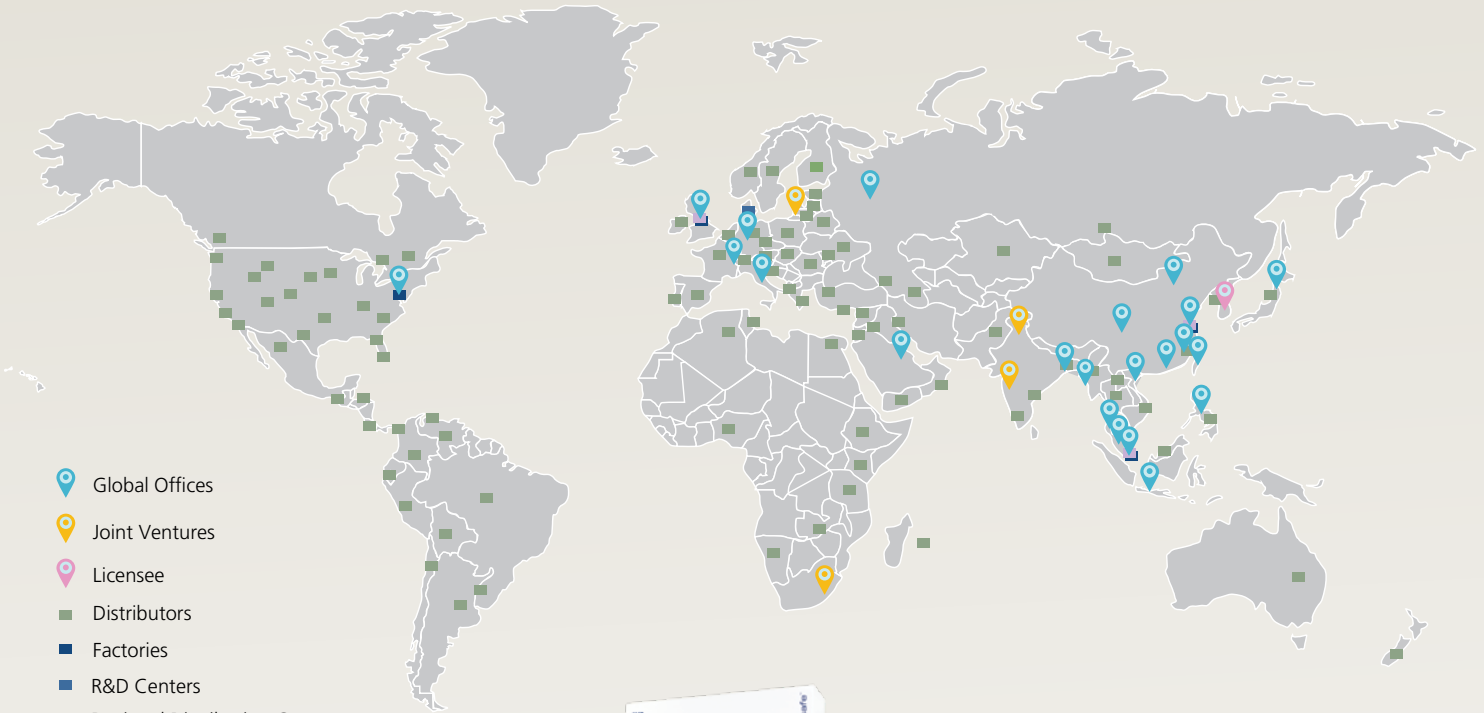 Global Offices
Joint Ventures
Licensee
Distributors
Factories
R&D Centers